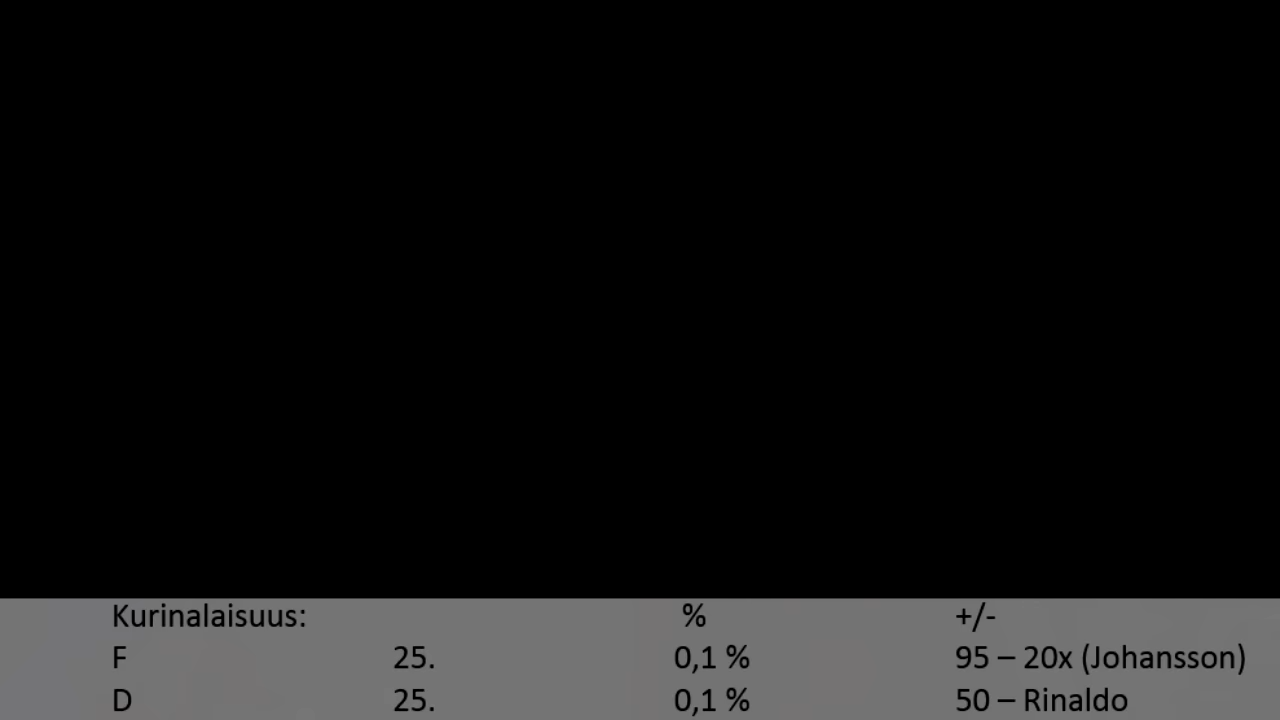 Kurinalaisuus: % +/-
F 25. 0,1 % 95 – 20x (Johansson)
D 25. 0,1 % 50 – Rinaldo